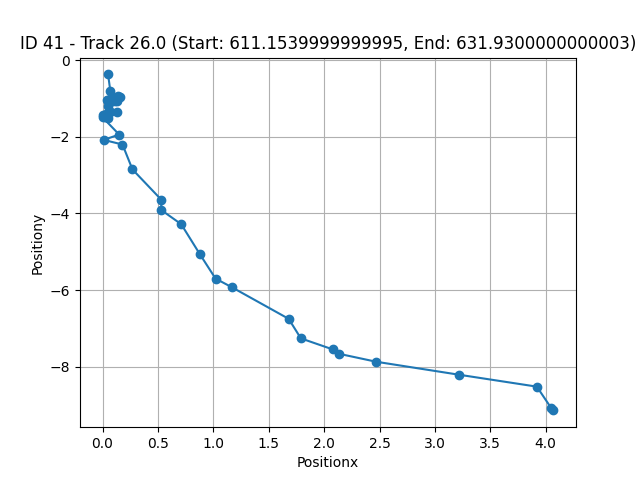 ID 41 - Track 26.0 (Start: 611.1539999999995, End: 631.9300000000003)
0
−2
−4
−6
−8
Positiony
0.0 0.5 1.0 1.5 2.0 2.5 3.0 3.5 4.0
Positionx